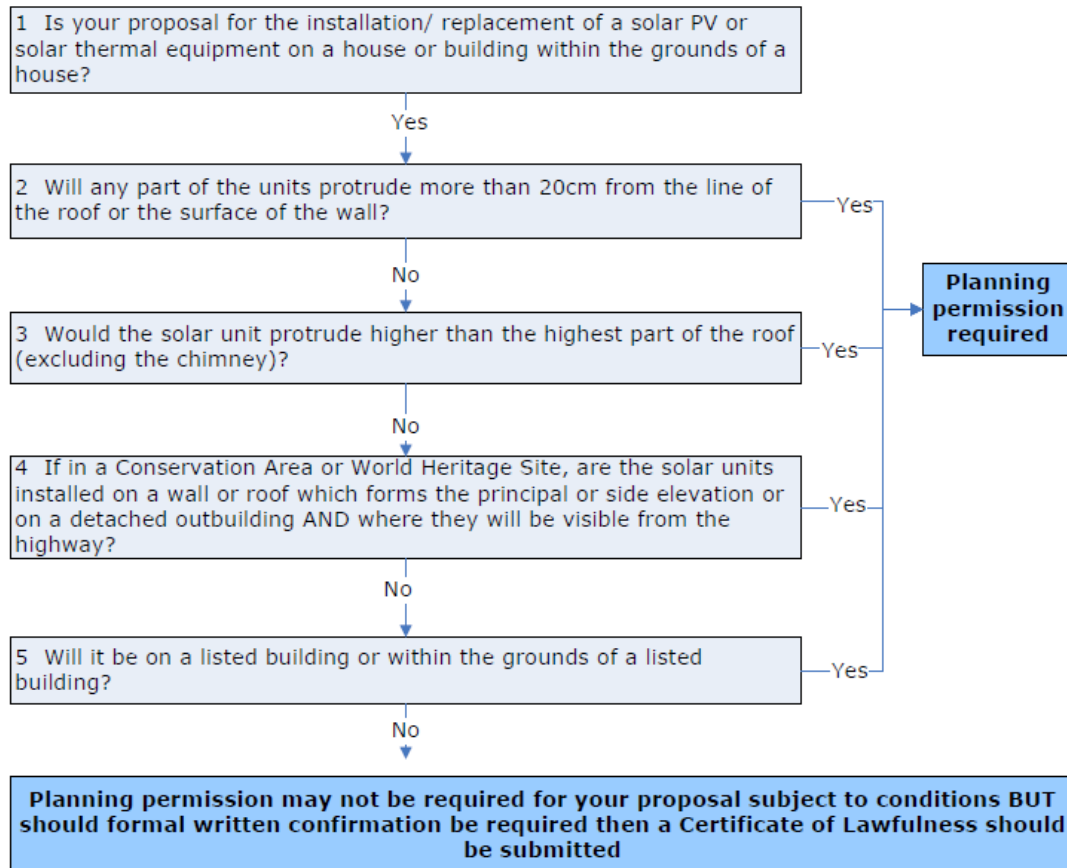 1 Is your proposal for the installation/ replacement of a solar PV or
solar thermal equipment on a house or building within the grounds of a
house?
Yes
2 Will any part of the units protrude more than 20cm from the line of
the roof or the surface of the wall?
Yes
No
Planning
permission
required
3 Would the solar unit protrude higher than the highest part of the roof
(excluding the chimney)?
Yes
No
4 If in a Conservation Area or World Heritage Site, are the solar units
installed on a wall or roof which forms the principal or side elevation or
on a detached outbuilding AND where they will be visible from the
highway?
Yes
No
5 Will it be on a listed building or within the grounds of a listed
building?
Yes
No
Planning permission may not be required for your proposal subject to conditions BUT
should formal written confirmation be required then a Certificate of Lawfulness should
be submitted